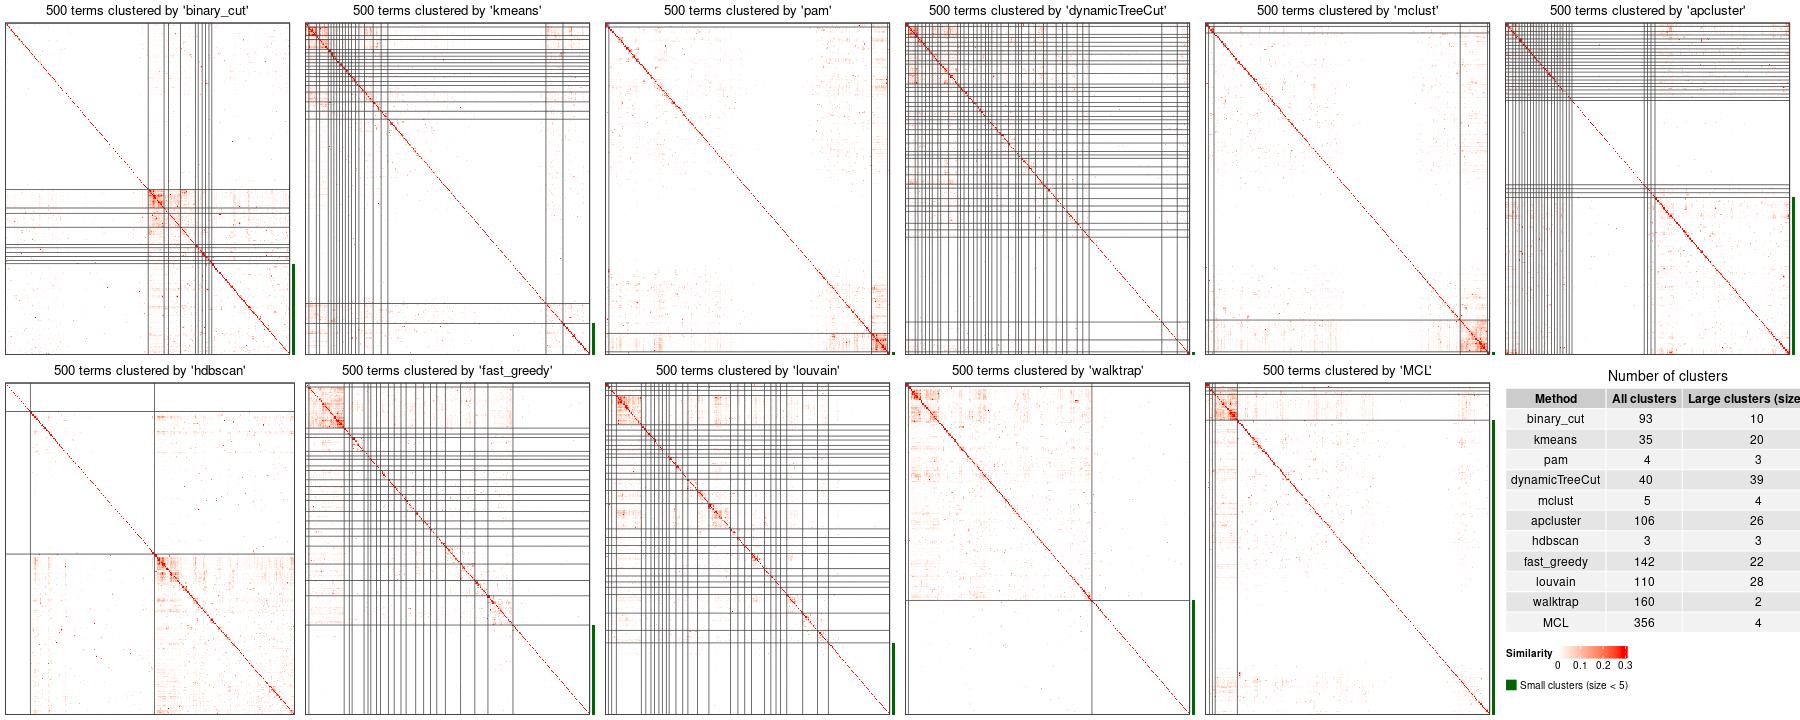 500 terms clustered by 'binary_cut'
500 terms clustered by 'kmeans'
500 terms clustered by 'pam'
500 terms clustered by 'dynamicTreeCut'
500 terms clustered by 'mclust'
500 terms clustered by 'apcluster'
500 terms clustered by 'hdbscan'
500 terms clustered by 'fast_greedy'
500 terms clustered by 'louvain'
500 terms clustered by 'walktrap'
500 terms clustered by 'MCL'
Number of clusters
Method All clusters Large clusters (size
binary_cut 93 10
kmeans 35 20
pam 4 3
dynamicTreeCut 40 39
mclust 5 4
apcluster 106 26
hdbscan 3 3
fast_greedy 142 22
louvain 110 28
walktrap 160 2
MCL 356 4
Similarity
0 0.1 0.2 0.3
Small clusters (size < 5)